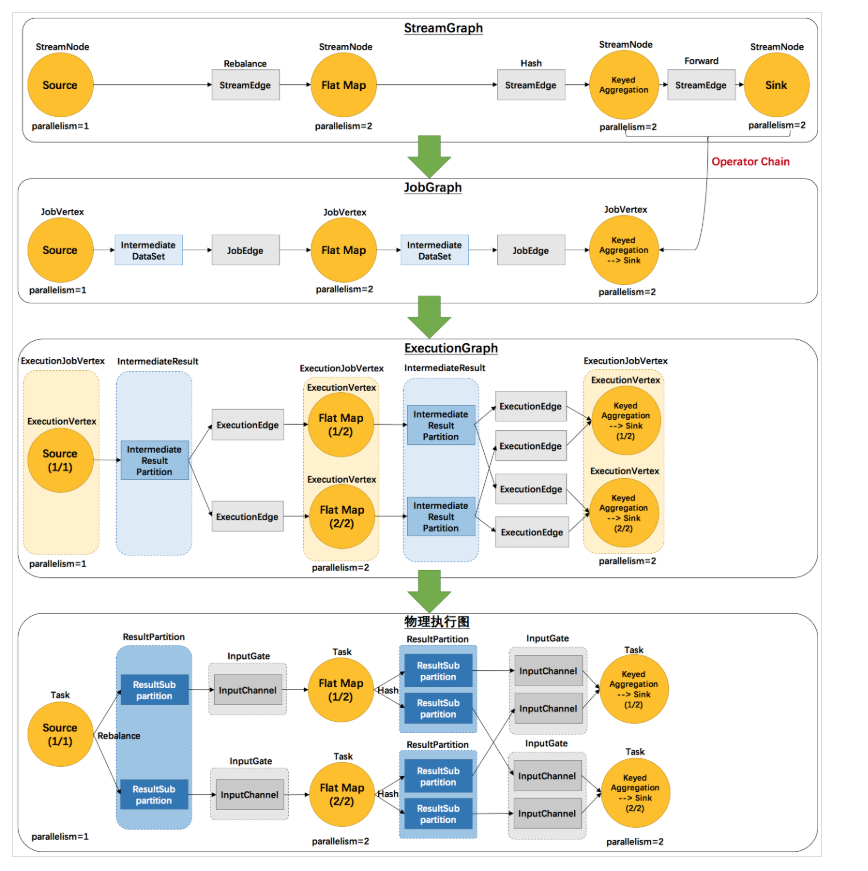 StreamGraph
StreamNode
StreamNode
StreamNode
StreamNode
Rebalance
Hash
Forward
Source
StreamEdge
Flat Map
StreamEdge
Keyed
Aggregation
StreamEdge
Sink
parallelism=1
parallelism=2
parallelism=2
parallelism=2
Operator Chain
JobGraph
JobVertex
JobVertex
JobVertex
Source
Intermediate
DataSet
JobEdge
Flat Map
Intermediate
DataSet
JobEdge
Keyed
Aggregation
--> Sink
parallelism=1
parallelism=2
parallelism=2
ExecutionGraph
ExecutionJobVertex
IntermediateResult
ExecutionJobVertex
IntermediateResult
ExecutionJobVertex
ExecutionVertex
Source
(1/1)
Intermediate
Result
Partition
ExecutionEdge
ExecutionEdge
ExecutionVertex
Flat Map
(1/2)
ExecutionVertex
Flat Map
(2/2)
Intermediate
Result
Partition
Intermediate
Result
Partition
ExecutionEdge
ExecutionEdge
ExecutionEdge
ExecutionEdge
ExecutionVertex
Keyed
Aggregation
--> Sink
(1/2)
ExecutionVertex
Keyed
Aggregation
--> Sink
(2/2)
parallelism=1
parallelism=2
parallelism=2
物理执行图
Task
Source
(1/1)
Rebalance
ResultPartition
ResultSub
partition
ResultSub
partition
InputGate
InputChannel
InputGate
InputChannel
Task
Flat Map
(1/2)
Hash
Task
Flat Map
(2/2)
Hash
ResultPartition
ResultSub
partition
ResultSub
partition
ResultPartition
ResultSub
partition
ResultSub
partition
InputGate
InputChannel
InputChannel
InputGate
InputChannel
InputChannel
Task
Keyed
Aggregation
--> Sink
(1/2)
Task
Keyed
Aggregation
--> Sink
(2/2)
parallelism=1
parallelism=2
parallelism=2